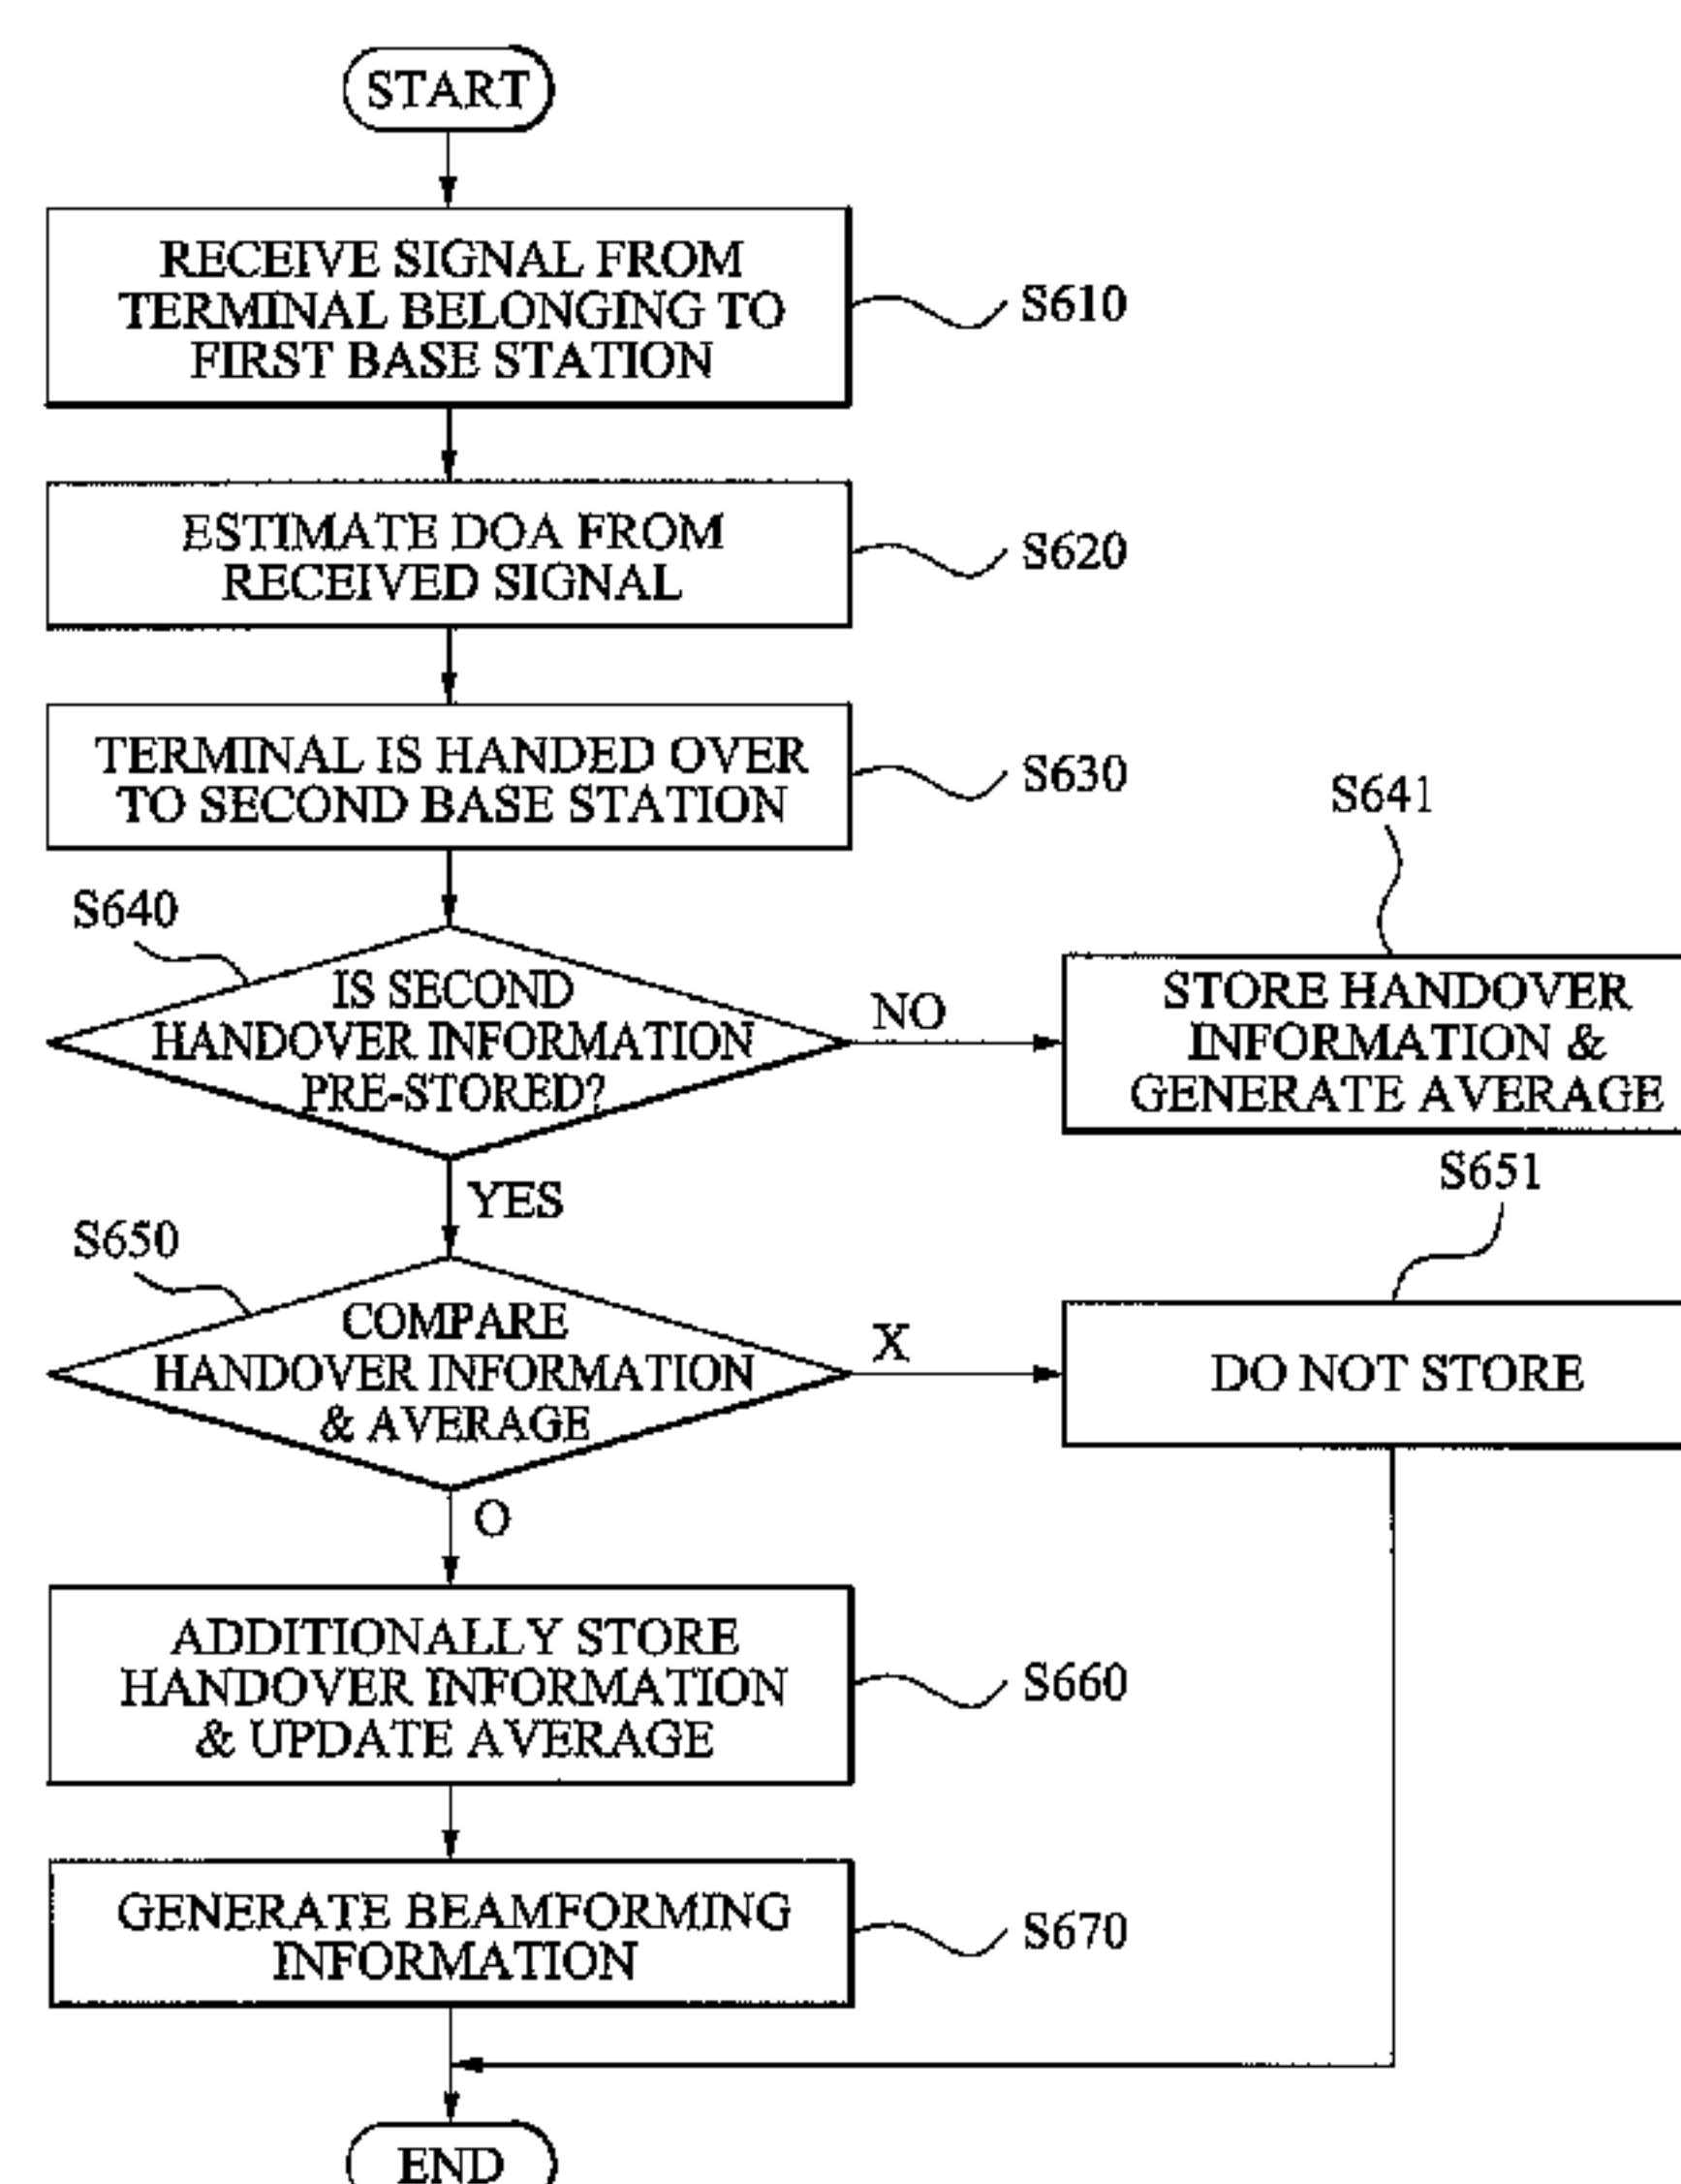 START
RECEIVE SIGNAL FROM
TERMINAL BELONGING TO
FIRST BASE STATION
S610
ESTIMATE DOA FROM
RECEIVED SIGNAL
S620
TERMINAL IS HANDED OVER
TO SECOND BASE STATION
S630
S640
IS SECOND
HANDOVER INFORMATION
PRE-STORED?
NO
S641
STORE HANDOVER
INFORMATION &
GENERATE AVERAGE
YES
S650
COMPARE
HANDOVER INFORMATION
& AVERAGE
X
S651
DO NOT STORE
O
ADDITIONALLY STORE
HANDOVER INFORMATION
& UPDATE AVERAGE
S660
GENERATE BEAMFORMING
INFORMATION
S670
END